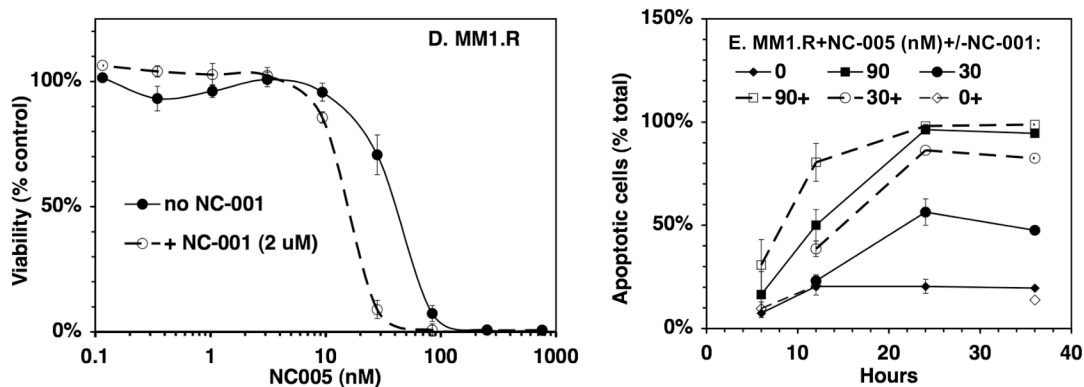 D. MM1.R
Viability (% control)
100%
50%
0%
no NC-001
+ NC-001 (2 uM)
0.1 1 10 100 1000
NC005 (nM)
E. MM1.R+NC-005 (nM)+/-NC-001:
0 90 30
90+ 30+ 0+
Apoptotic cells (% total)
150%
100%
50%
0%
0 10 20 30 40
Hours